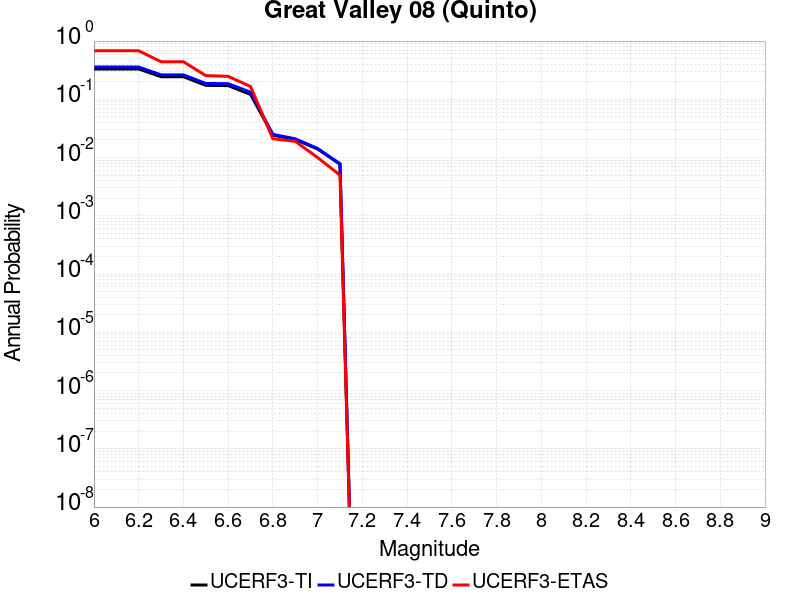 Great Valley 08 (Quinto)
10^0
10^-1
10^-2
10^-3
10^-4
10^-5
10^-6
10^-7
10^-8
Annual Probability
6 6.2 6.4 6.6 6.8 7 7.2 7.4 7.6 7.8 8 8.2 8.4 8.6 8.8 9
Magnitude
UCERF3-TI UCERF3-TD UCERF3-ETAS